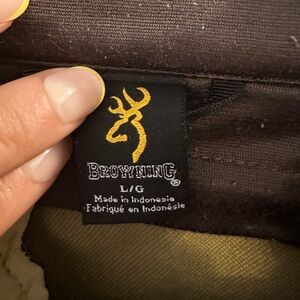 BROWNING®
L/G
Made in Indonesia
Fabriqué en Indonésie